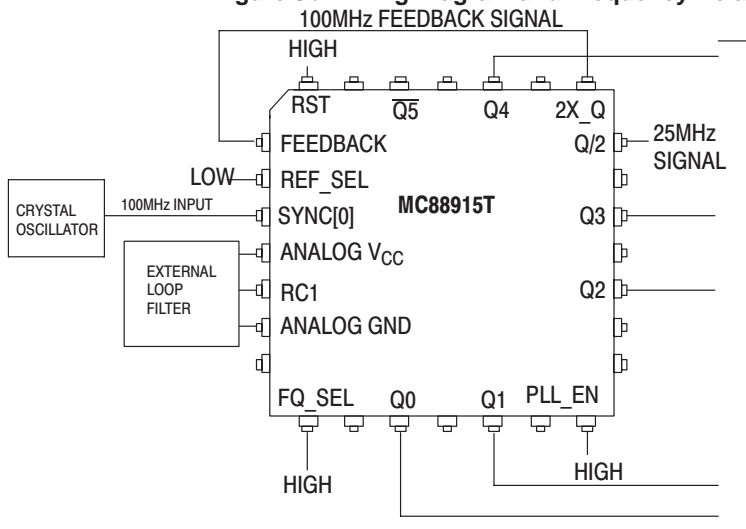 100MHz FEEDBACK SIGNAL
HIGH
RST
Q5
Q4
2X_Q
FEEDBACK
Q/2
25MHz
SIGNAL
LOW
REF_SEL
MC88915T
CRYSTAL
OSCILLATOR
100MHz INPUT
SYNC[0]
Q3
ANALOG VCC
EXTERNAL
LOOP
FILTER
RC1
Q2
ANALOG GND
FQ_SEL
Q0
Q1
PLL_EN
HIGH
HIGH